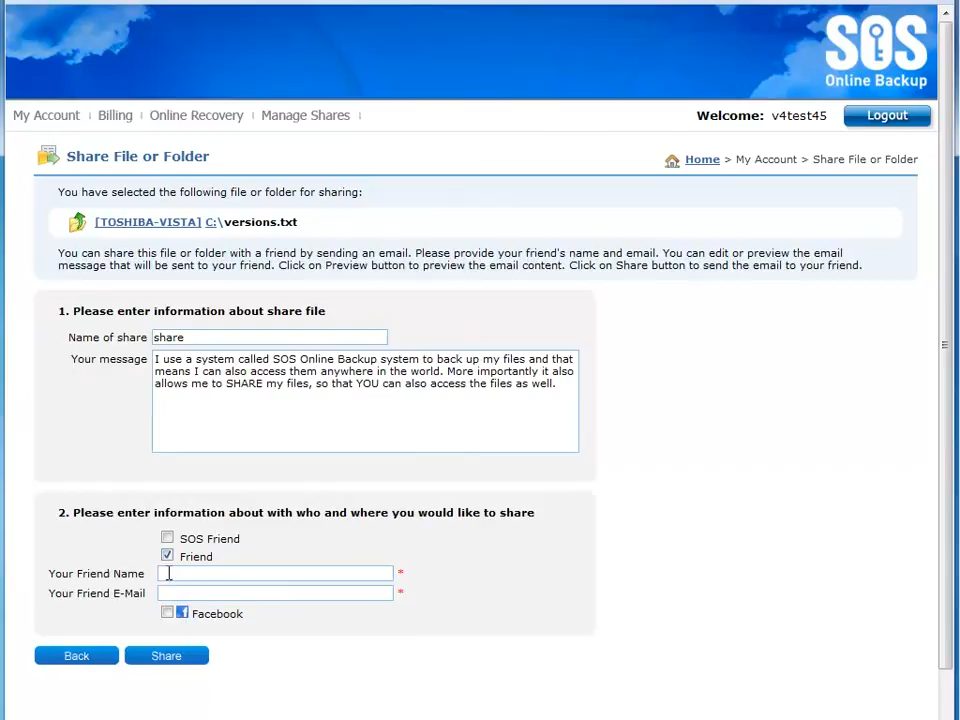 SOS
Online Backup
My Account Billing Online Recovery Manage Shares Welcome: v4test45 Logout
Share File or Folder Home > My Account > Share File or Folder
You have selected the following file or folder for sharing:
[TOSHIBA-VISTA] C:\versions.txt
You can share this file or folder with a friend by sending an email. Please provide your friend's name and email. You can edit or preview the email
message that will be sent to your friend. Click on Preview button to preview the email content. Click on Share button to send the email to your friend.
1. Please enter information about share file
Name of share share
Your message I use a system called SOS Online Backup system to back up my files and that
means I can also access them anywhere in the world. More importantly it also
allows me to SHARE my files, so that YOU can also access the files as well.
2. Please enter information about with who and where you would like to share
SOS Friend
Friend
Your Friend Name *
Your Friend E-Mail *
f Facebook
Back Share